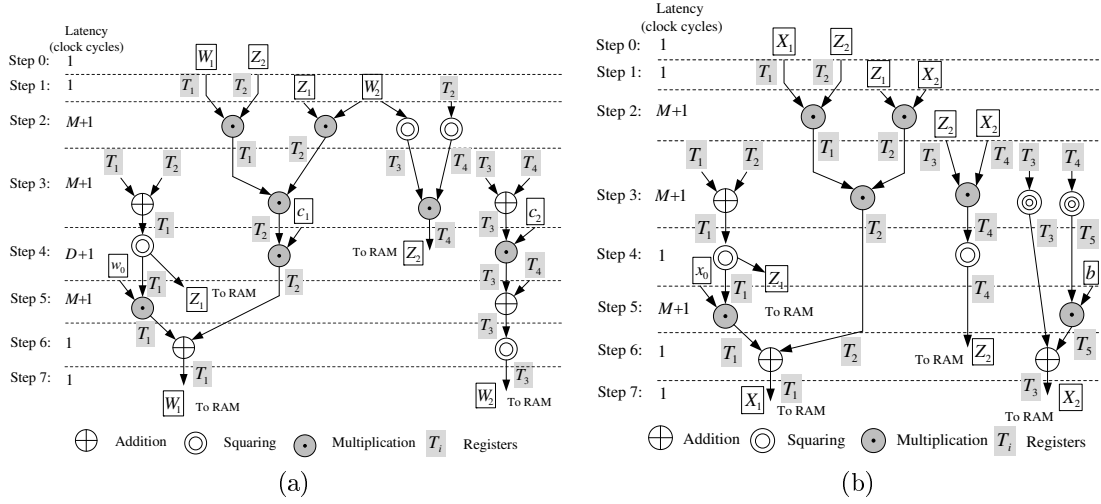 Latency
(clock cycles)
Step 0: 1
W₁ Z₂
Step 1: 1
T₁ T₂ Z₁ W₂ T₂
Step 2: M+1
T₁ T₂ T₃ T₄
Step 3: M+1
T₁ T₂ T₃ T₄
T₁ T₂ c₁ T₃ c₂
Step 4: D+1
To RAM Z₂ T₄
w₀ T₁ T₂ T₃ T₄
Z₁ To RAM
Step 5: M+1
T₁ T₃
Step 6: 1
T₁ T₃
Step 7: 1
W₁ To RAM W₂ To RAM
Addition Squaring Multiplication Tᵢ Registers
(a)
Latency
(clock cycles)
Step 0: 1
X₁ Z₂
Step 1: 1
T₁ T₂ Z₁ X₂
Step 2: M+1
Z₂ X₂
T₁ T₂ T₃ T₄ T₃ T₄
T₁ T₂
Step 3: M+1
T₁ T₂ T₄ T₃ T₅
Step 4: 1
x₀ T₁ Z₁ T₄ b
To RAM
Step 5: M+1
T₁ T₂ T₅
Step 6: 1
To RAM Z₂
T₁ T₃
Step 7: 1
X₁ To RAM X₂
To RAM
Addition Squaring Multiplication Tᵢ Registers
(b)